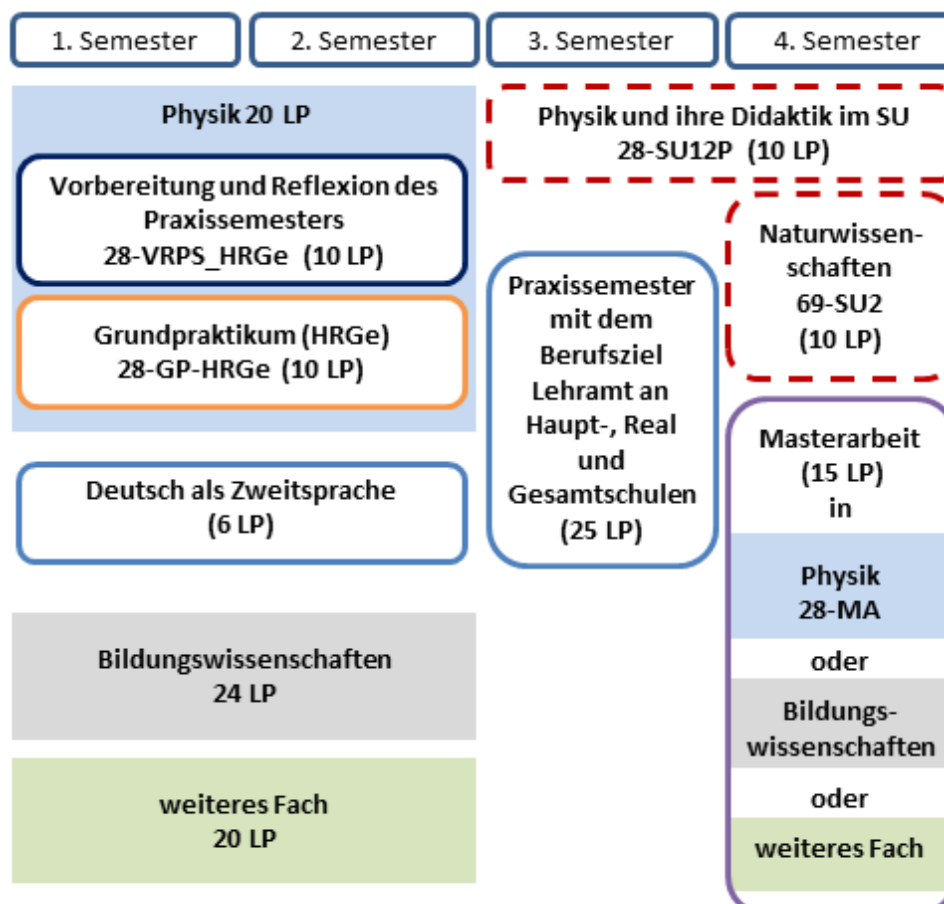 1. Semester
2. Semester
3. Semester
4. Semester
Physik 20 LP
Vorbereitung und Reflexion des
Praxissemesters
28-VRPS_HRGe (10 LP)
Grundpraktikum (HRGe)
28-GP-HRGe (10 LP)
Deutsch als Zweitsprache
(6 LP)
Bildungswissenschaften
24 LP
weiteres Fach
20 LP
Physik und ihre Didaktik im SU
28-SU12P (10 LP)
Praxissemester
mit dem
Berufsziel
Lehramt an
Haupt-, Real
und
Gesamtschulen
(25 LP)
Naturwissen-
schaften
69-SU2
(10 LP)
Masterarbeit
(15 LP)
in
Physik
28-MA
oder
Bildungs-
wissenschaften
oder
weiteres Fach